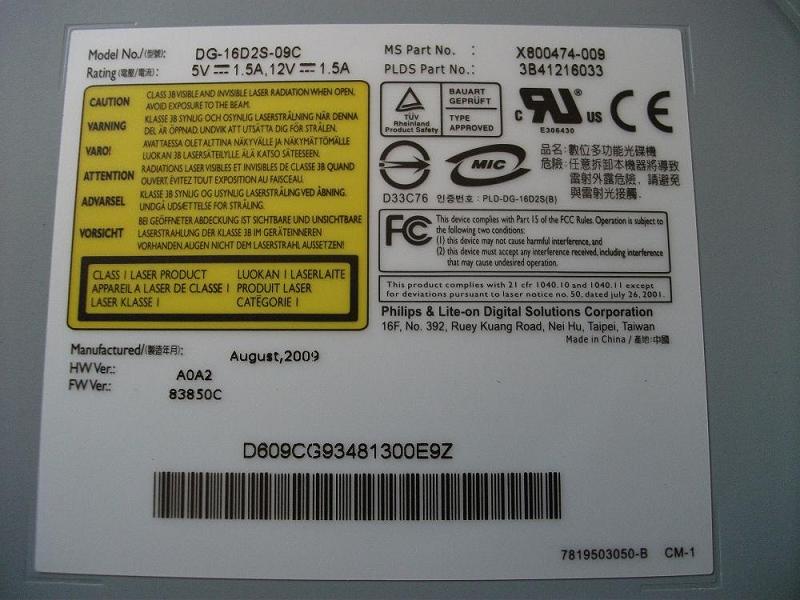 Model No./(型號): DG-16D2S-09C
Rating (電壓/電流): 5V ⎓ 1.5A,12V ⎓ 1.5A
MS Part No. : X800474-009
PLDS Part No.: 3B41216033
CAUTION CLASS 3B VISIBLE AND INVISIBLE LASER RADIATION WHEN OPEN,
AVOID EXPOSURE TO THE BEAM.
VARNING KLASSE 3B SYNLIG OCH OSYNLIG LASERSTRÅLNING NÄR DENNA
DEL ÄR ÖPPNAD UNDVIK ATT UTSÄTTA DIG FÖR STRÅLEN.
VARO! AVATTAESSA OLET ALTTIINA NÄKYVÄLLE JA NÄKYMÄTTÖMÄLLE
LUOKAN 3B LASERSÄTEILYLLE, ÄLÄ KATSO SÄTEESEEN.
ATTENTION RADIATIONS LASER VISIBLES ET INVISIBLES DE CLASSE 3B QUAND
OUVERT, ÉVITEZ TOUT EXPOSITION AU FAISCEAU.
ADVARSEL KLASSE 3B SYNLIG OG USYNLIG LASERSTRÅLING VED ÅBNING.
UNDGÅ UDSÆTTELSE FOR STRÅLING.
VORSICHT BEI GEÖFFNETER ABDECKUNG IST SICHTBARE UND UNSICHTBARE
LASERSTRAHLUNG DER KLASSE 3B IM GERÄTEINNEREN
VORHANDEN. AUGEN NICHT DEM LASERSTRAHL AUSSETZEN!
CLASS 1 LASER PRODUCT LUOKAN 1 LASERLAITE
APPAREIL A LASER DE CLASSE 1 PRODUIT LASER
LASER KLASSE 1 CATÉGORIE 1
TÜV
Rheinland
Product Safety
BAUART
GEPRÜFT
TYPE
APPROVED
c RU ® US
E306430
CE
D33C76
MIC
인증번호 : PLD-DG-16D2S(B)
品名: 數位多功能光碟機
危險: 任意拆卸本機器將導致
雷射外露危險, 請避免
與雷射光接觸.
FC This device complies with Part 15 of the FCC Rules. Operation is subject to
the following two conditions:
(1) this device may not cause harmful interference, and
(2) this device must accept any interference received, including interference
that may cause undesired operation.
This product complies with 21 cfr 1040.10 and 1040.11 except
for deviations pursuant to laser notice no. 50, dated july 26, 2001.
Philips & Lite-on Digital Solutions Corporation
16F, No. 392, Ruey Kuang Road, Nei Hu, Taipei, Taiwan
Made in China / 產地:中國
Manufactured/(製造年月): August,2009
HW Ver.: A0A2
FW Ver.: 83850C
D609CG93481300E9Z
7819503050-B CM-1